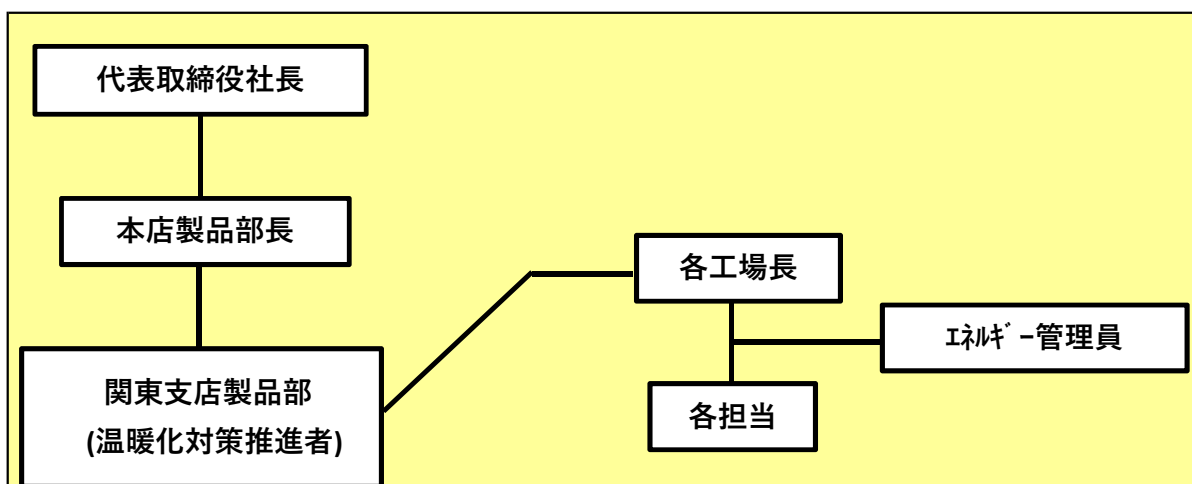 代表取締役社長
本店製品部長
関東支店製品部
(温暖化対策推進者)
各工場長
ｴﾈﾙｷﾞｰ管理員
各担当